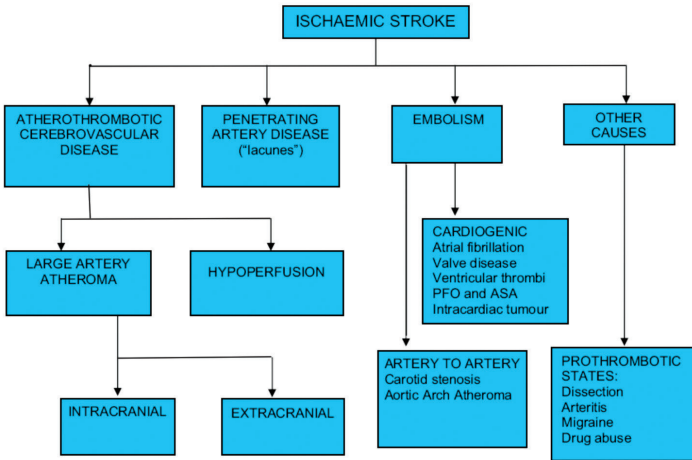 ISCHAEMIC STROKE
ATHEROTHROMBOTIC
CEREBROVASCULAR
DISEASE
PENETRATING
ARTERY DISEASE
("lacunes")
EMBOLISM
OTHER
CAUSES
LARGE ARTERY
ATHEROMA
HYPOPERFUSION
CARDIOGENIC
Atrial fibrillation
Valve disease
Ventricular thrombi
PFO and ASA
Intracardiac tumour
INTRACRANIAL
EXTRACRANIAL
ARTERY TO ARTERY
Carotid stenosis
Aortic Arch Atheroma
PROTHROMBOTIC
STATES:
Dissection
Arteritis
Migraine
Drug abuse